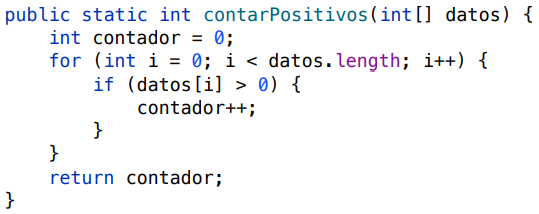 public static int contarPositivos(int[] datos) {
    int contador = 0;
    for (int i = 0; i < datos.length; i++) {
        if (datos[i] > 0) {
            contador++;
        }
    }
    return contador;
}